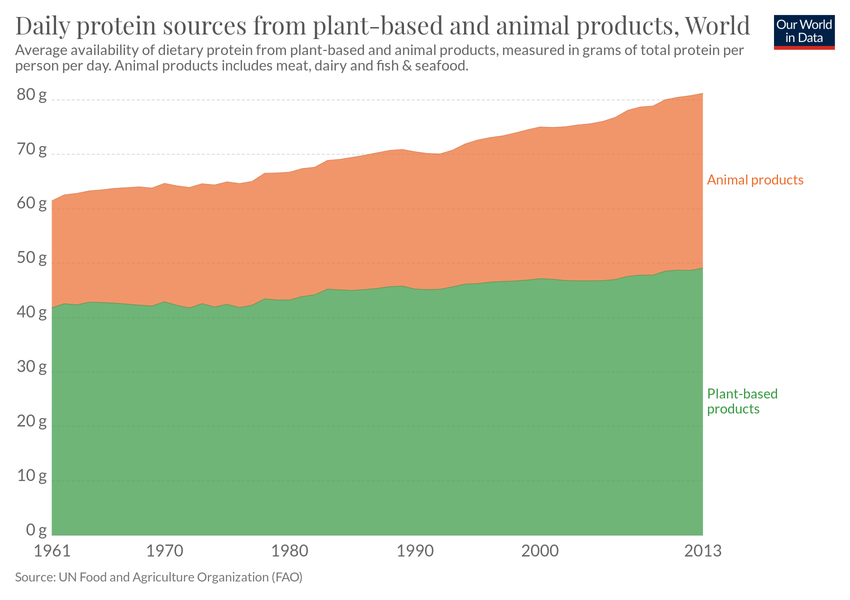 Daily protein sources from plant-based and animal products, World
Our World
in Data
Average availability of dietary protein from plant-based and animal products, measured in grams of total protein per
person per day. Animal products includes meat, dairy and fish & seafood.
80 g
70 g
60 g
50 g
40 g
30 g
20 g
10 g
0 g
Animal products
Plant-based
products
1961 1970 1980 1990 2000 2013
Source: UN Food and Agriculture Organization (FAO)